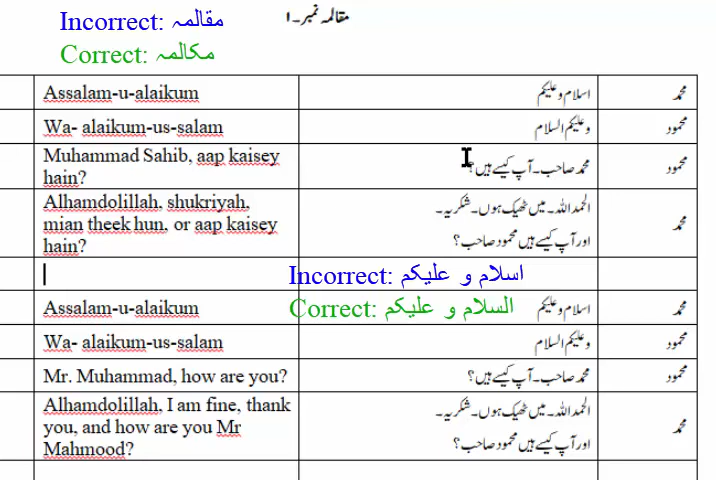 Incorrect: مقالمہ
Correct: مکالمہ
مقالمہ نمبر۔۱
Assalam-u-alaikum
اسلام و علیکم
محمد
Wa- alaikum-us-salam
و علیکم السلام
محمود
Muhammad Sahib, aap kaisey
hain?
محمد صاحب۔ آپ کیسے ہیں؟
محمود
Alhamdolillah, shukriyah,
mian theek hun, or aap kaisey
hain?
الحمد اللہ۔ میں ٹھیک ہوں۔ شکریہ۔
اور آپ کیسے ہیں محمود صاحب؟
محمد
Incorrect: اسلام و علیکم
Correct: السلام و علیکم
Assalam-u-alaikum
اسلام و علیکم
محمد
Wa- alaikum-us-salam
و علیکم السلام
محمود
Mr. Muhammad, how are you?
محمد صاحب۔ آپ کیسے ہیں؟
محمود
Alhamdolillah, I am fine, thank
you, and how are you Mr
Mahmood?
الحمد اللہ۔ میں ٹھیک ہوں۔ شکریہ۔
اور آپ کیسے ہیں محمود صاحب؟
محمد